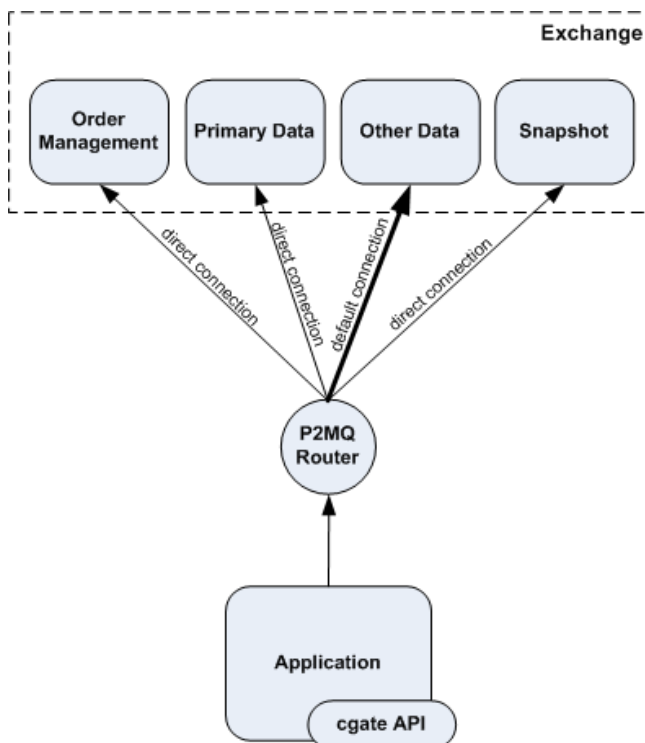 Exchange
Order
Management
Primary Data
Other Data
Snapshot
direct connection
direct connection
default connection
direct connection
P2MQ
Router
Application
cgate API